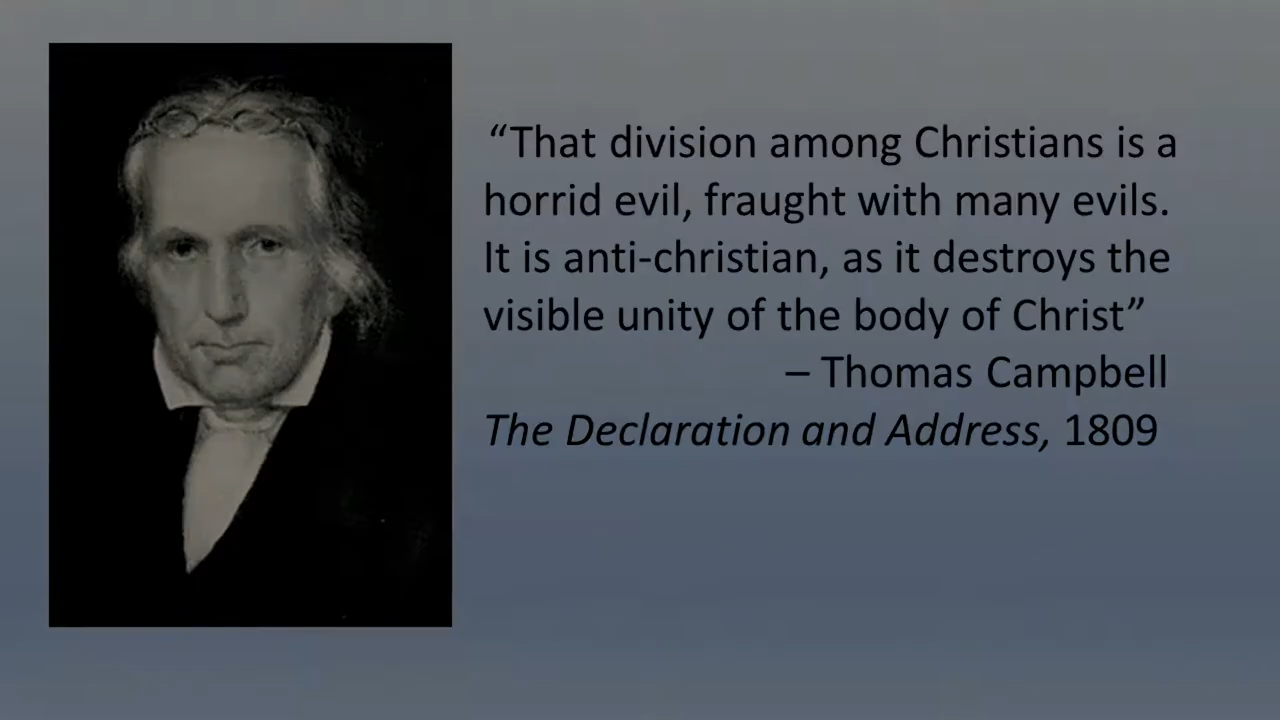 “That division among Christians is a
horrid evil, fraught with many evils.
It is anti-christian, as it destroys the
visible unity of the body of Christ”
– Thomas Campbell
The Declaration and Address, 1809